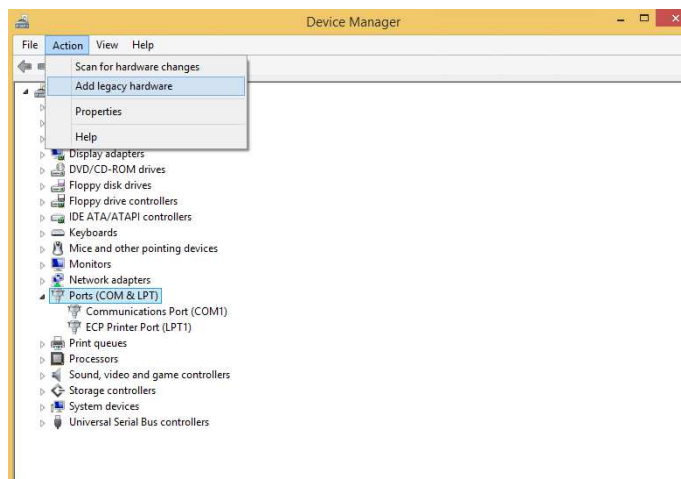 Device Manager
File Action View Help
Scan for hardware changes
Add legacy hardware
Properties
Help
Display adapters
DVD/CD-ROM drives
Floppy disk drives
Floppy drive controllers
IDE ATA/ATAPI controllers
Keyboards
Mice and other pointing devices
Monitors
Network adapters
Ports (COM & LPT)
Communications Port (COM1)
ECP Printer Port (LPT1)
Print queues
Processors
Sound, video and game controllers
Storage controllers
System devices
Universal Serial Bus controllers